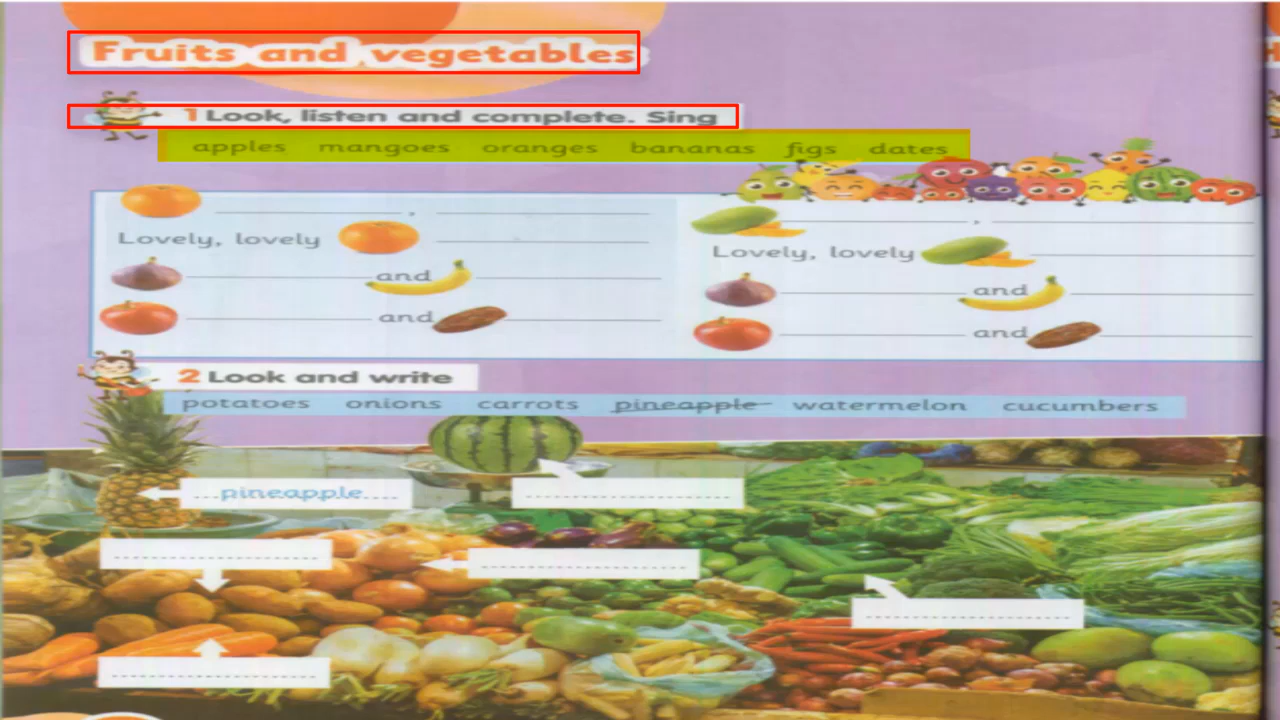 Fruits and vegetables
1 Look, listen and complete. Sing
apples mangoes oranges bananas figs dates
,
Lovely, lovely
and
and
,
Lovely, lovely
and
and
2 Look and write
potatoes onions carrots pineapple watermelon cucumbers
pineapple